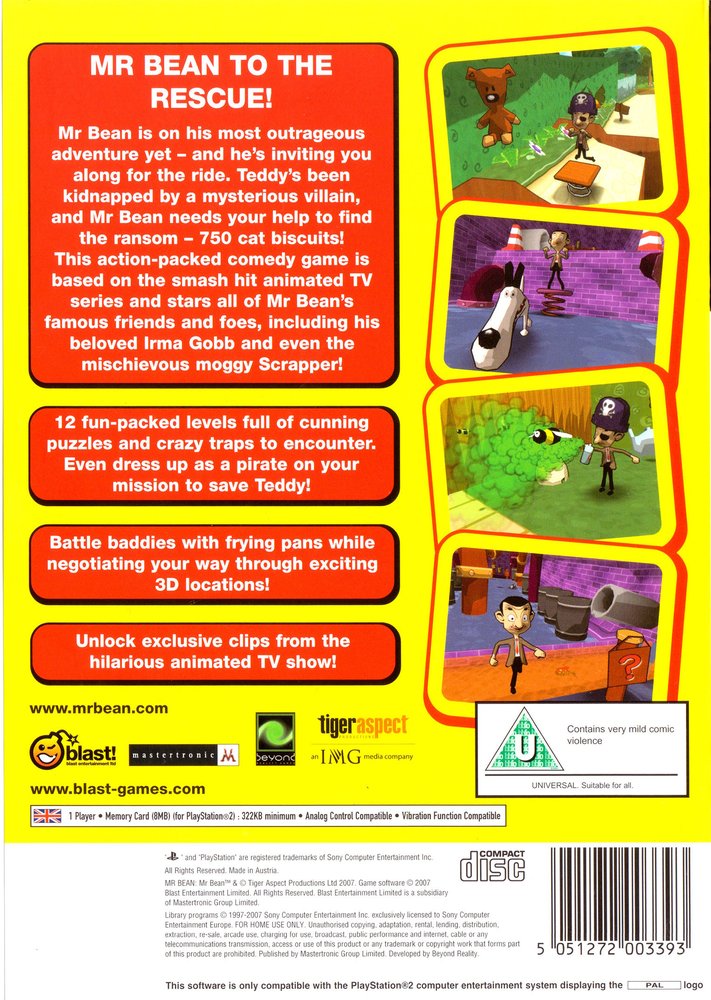 MR BEAN TO THE
RESCUE!
Mr Bean is on his most outrageous
adventure yet – and he's inviting you
along for the ride. Teddy's been
kidnapped by a mysterious villain,
and Mr Bean needs your help to find
the ransom – 750 cat biscuits!
This action-packed comedy game is
based on the smash hit animated TV
series and stars all of Mr Bean's
famous friends and foes, including his
beloved Irma Gobb and even the
mischievous moggy Scrapper!
12 fun-packed levels full of cunning
puzzles and crazy traps to encounter.
Even dress up as a pirate on your
mission to save Teddy!
Battle baddies with frying pans while
negotiating your way through exciting
3D locations!
Unlock exclusive clips from the
hilarious animated TV show!
?
www.mrbean.com
blast!
blast entertainment ltd
mastertronic M
beyond
tigeraspect
PRODUCTIONS
an IMG media company
www.blast-games.com
U
Contains very mild comic
violence
UNIVERSAL. Suitable for all.
1 Player • Memory Card (8MB) (for PlayStation®2) : 322KB minimum • Analog Control Compatible • Vibration Function Compatible
" " and "PlayStation" are registered trademarks of Sony Computer Entertainment Inc.
All Rights Reserved. Made in Austria.
MR BEAN: Mr Bean™ & © Tiger Aspect Productions Ltd 2007. Game software © 2007
Blast Entertainment Limited. All Rights Reserved. Blast Entertainment Limited is a subsidiary
of Mastertronic Group Limited.
Library programs © 1997-2007 Sony Computer Entertainment Inc. exclusively licensed to Sony Computer
Entertainment Europe. FOR HOME USE ONLY. Unauthorised copying, adaptation, rental, lending, distribution,
extraction, re-sale, arcade use, charging for use, broadcast, public performance and internet, cable or any
telecommunications transmission, access or use of this product or any trademark or copyright work that forms part
of this product are prohibited. Published by Mastertronic Group Limited. Developed by Beyond Reality.
COMPACT
disc
5 051272 003393
This software is only compatible with the PlayStation®2 computer entertainment system displaying the PAL logo